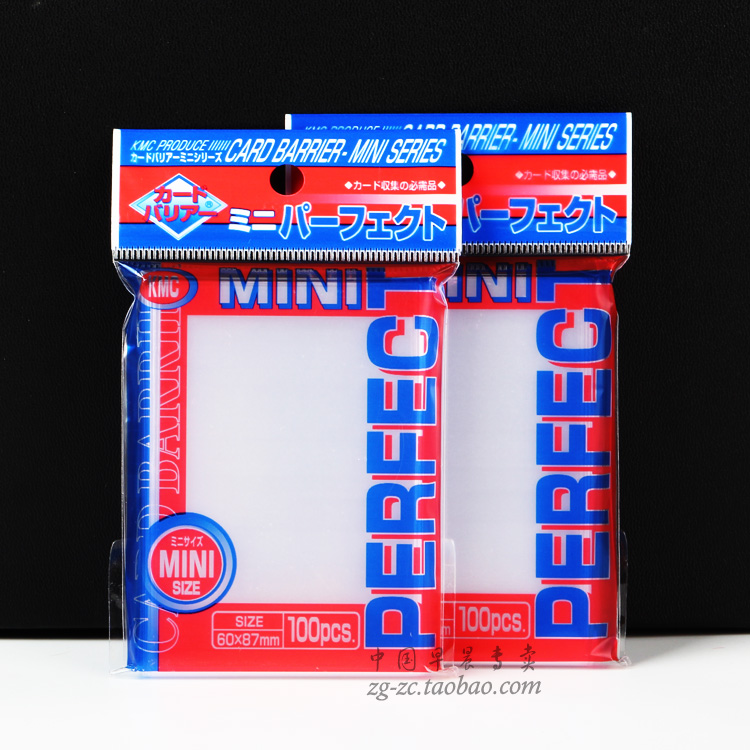 KMC PRODUCE
カードバリアーミニシリーズ
CARD BARRIER- MINI SERIES
◆カード収集の必需品◆
カード
バリアー®
ミニ パーフェクト
KMC
MINI
PERFECT
CARD BARRIER
ミニサイズ
MINI
SIZE
SIZE
60×87mm
100pcs.
KMC PRODUCE
CARD BARRIER- MINI SERIES
◆カード収集の必需品◆
パーフェクト
MINI
PERFECT
100pcs.
中国早晨专卖
zg-zc.taobao.com